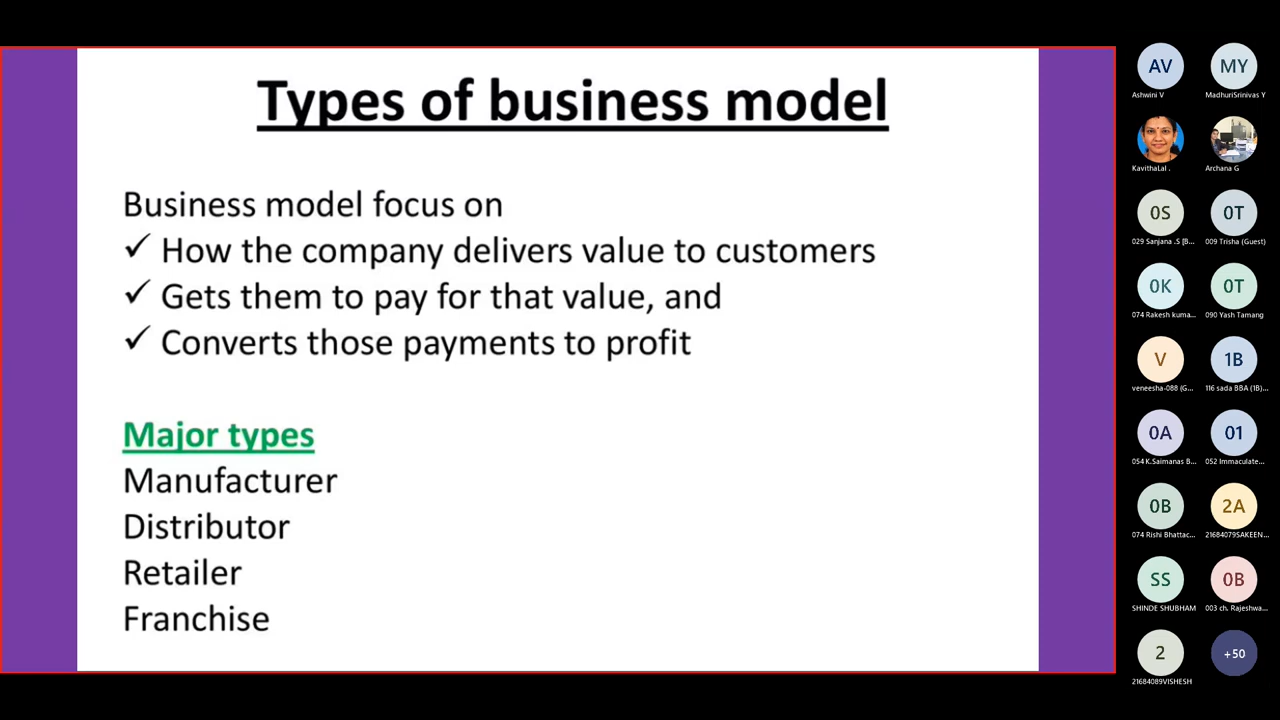 Types of business model
Business model focus on
✓ How the company delivers value to customers
✓ Gets them to pay for that value, and
✓ Converts those payments to profit
Major types
Manufacturer
Distributor
Retailer
Franchise
AV
Ashwini V
MY
MadhuriSrinivas Y
KavithaLal .
Archana G
0S
029 Sanjana .S [B...
0T
009 Trisha (Guest)
0K
074 Rakesh kuma...
0T
090 Yash Tamang
V
veneesha-088 (G...
1B
116 sada BBA (1B)...
0A
054 K.Saimanas B...
01
052 Immaculate...
0B
074 Rishi Bhattac...
2A
21684079SAKEEN...
SS
SHINDE SHUBHAM
0B
003 ch. Rajeshwa...
2
21684089VISHESH
+50